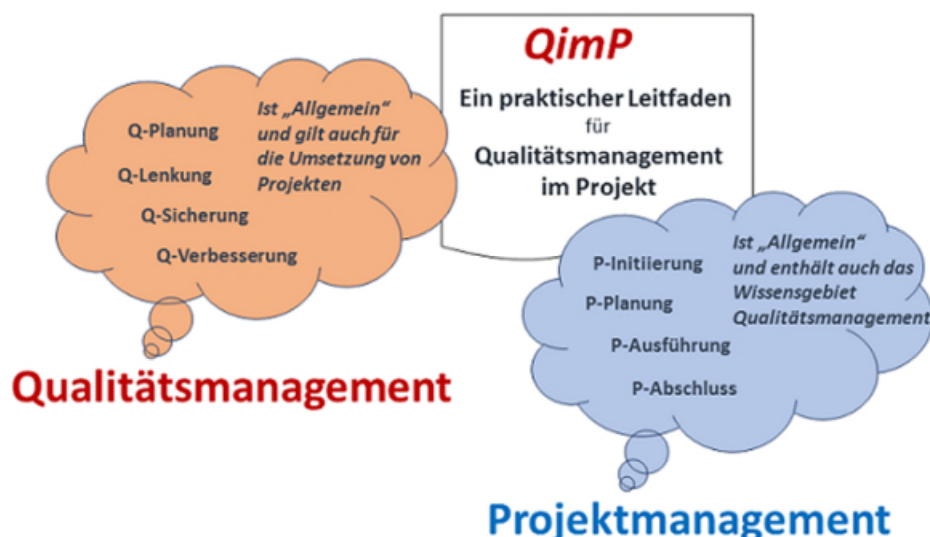 QimP
Ein praktischer Leitfaden
für
Qualitätsmanagement
im Projekt
Q-Planung
Q-Lenkung
Q-Sicherung
Q-Verbesserung
Ist „Allgemein“
und gilt auch für
die Umsetzung von
Projekten
Qualitätsmanagement
P-Initiierung
P-Planung
P-Ausführung
P-Abschluss
Ist „Allgemein“
und enthält auch das
Wissensgebiet
Qualitätsmanagement
Projektmanagement